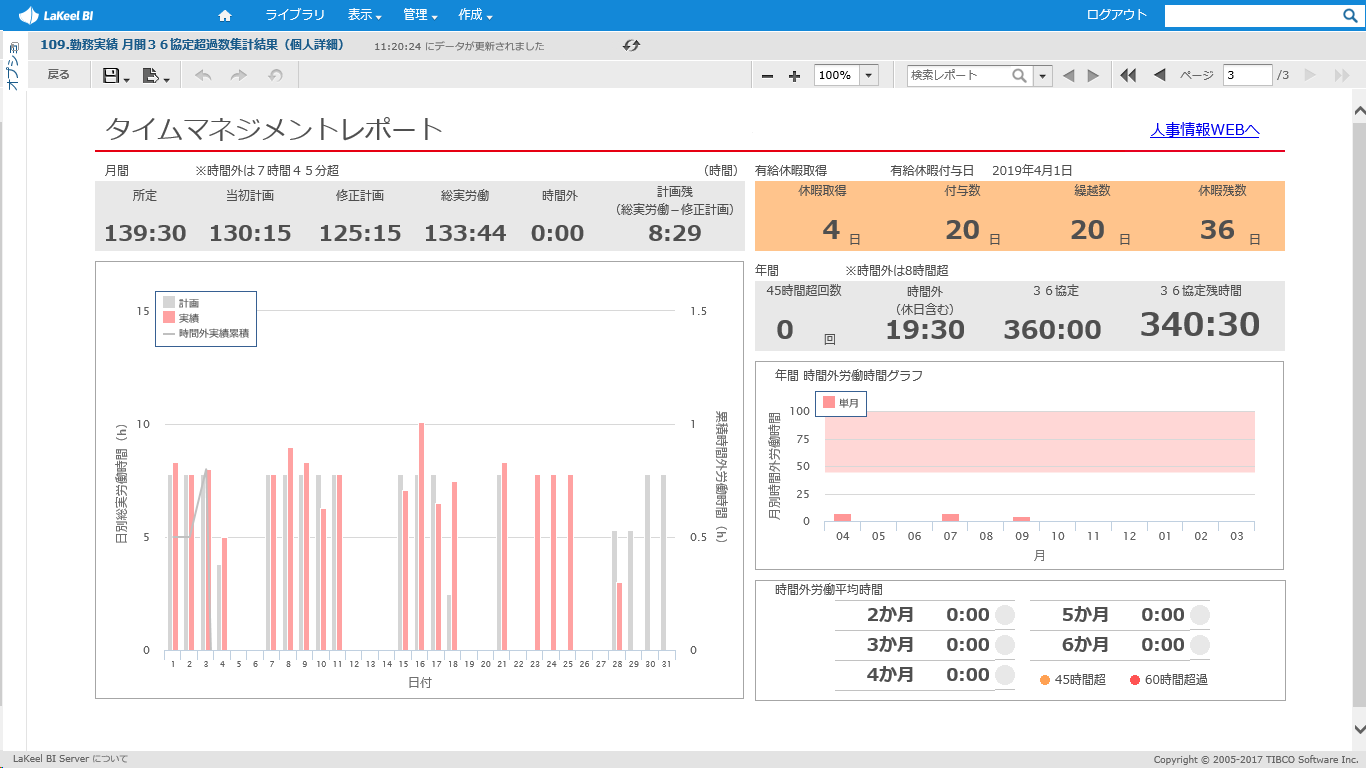 LaKeel BI
ライブラリ 表示 管理 作成 ログアウト
オプション
109.勤務実績 月間３６協定超過数集計結果（個人詳細） 11:20:24 にデータが更新されました
戻る 100% 検索レポート ページ 3 /3
タイムマネジメントレポート
人事情報WEBへ
月間 ※時間外は７時間４５分超 （時間）
所定 当初計画 修正計画 総実労働 時間外 計画残
（総実労働－修正計画）
139:30 130:15 125:15 133:44 0:00 8:29
有給休暇取得 有給休暇付与日 2019年4月1日
休暇取得 付与数 繰越数 休暇残数
4 日 20 日 20 日 36 日
年間 ※時間外は8時間超
45時間超回数 時間外 ３６協定 ３６協定残時間
（休日含む）
0 回 19:30 360:00 340:30
計画
実績
時間外実績累積
日別総実労働時間（h）
15
10
5
0
累積時間外労働時間（h）
1.5
1
0.5
0
1 2 3 4 5 6 7 8 9 10 11 12 13 14 15 16 17 18 19 20 21 22 23 24 25 26 27 28 29 30 31
日付
年間 時間外労働時間グラフ
単月
月別時間外労働時間
100
75
50
25
0
04 05 06 07 08 09 10 11 12 01 02 03
月
時間外労働平均時間
2か月 0:00 5か月 0:00
3か月 0:00 6か月 0:00
4か月 0:00 45時間超 60時間超過
LaKeel BI Server について
Copyright © 2005-2017 TIBCO Software Inc.